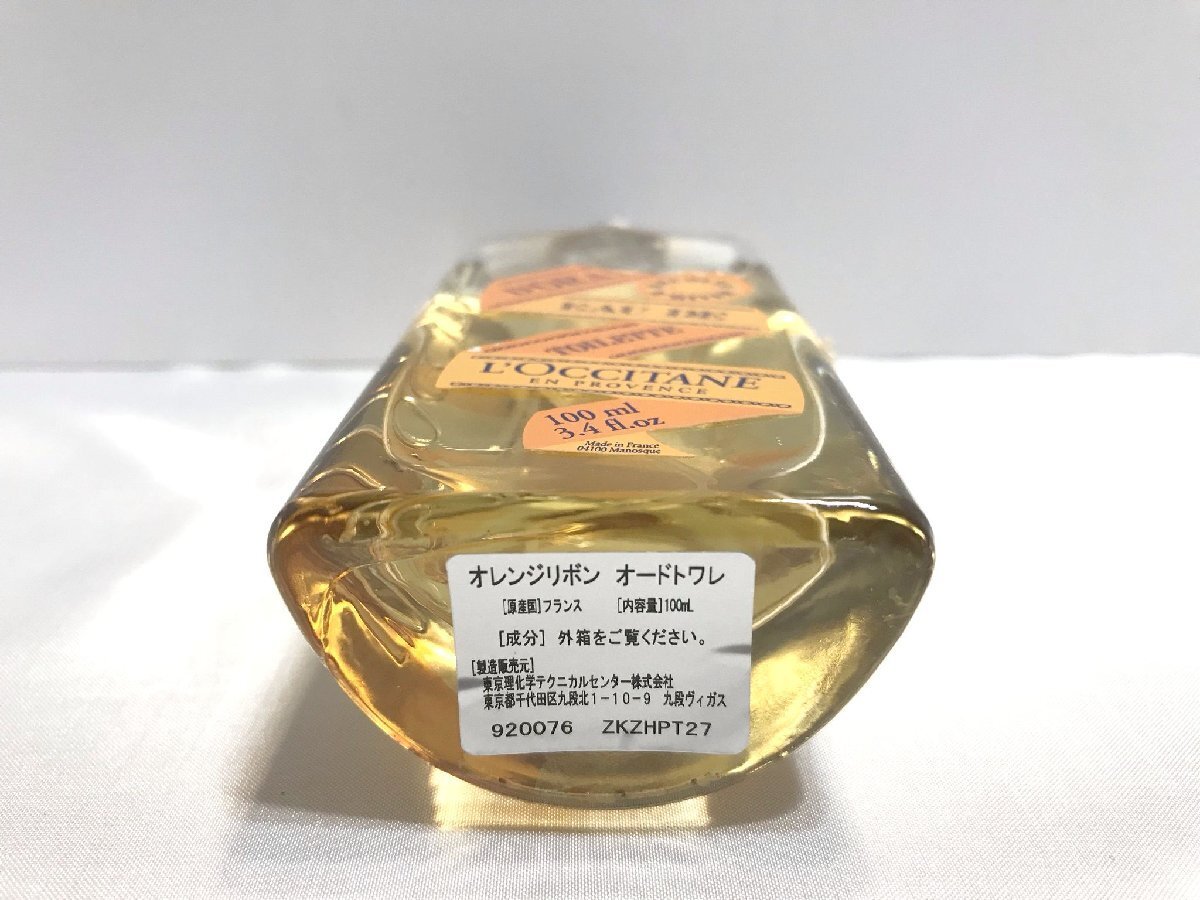 EAU DE
TOILETTE
L'OCCITANE
EN PROVENCE
100 ml
3.4 fl.oz
Made in France
04100 Manosque
オレンジリボン オードトワレ
[原産国]フランス [内容量]100mL
[成分] 外箱をご覧ください。
[製造販売元]
東京理化学テクニカルセンター株式会社
東京都千代田区九段北1-10-9 九段ヴィガス
920076 ZKZHPT27